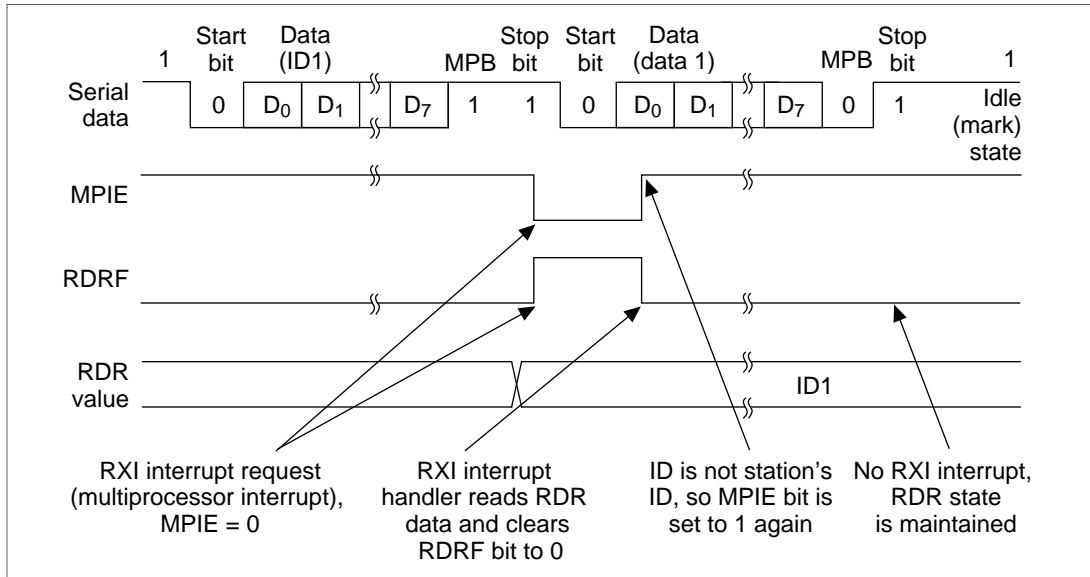 Start Data Stop Start Data Stop
1 bit (ID1) MPB bit bit (data 1) MPB bit 1
Serial data 0 D0 D1 D7 1 1 0 D0 D1 D7 0 1 Idle (mark) state
MPIE
RDRF
RDR value ID1
RXI interrupt request
(multiprocessor interrupt),
MPIE = 0
RXI interrupt
handler reads RDR
data and clears
RDRF bit to 0
ID is not station's
ID, so MPIE bit is
set to 1 again
No RXI interrupt,
RDR state
is maintained